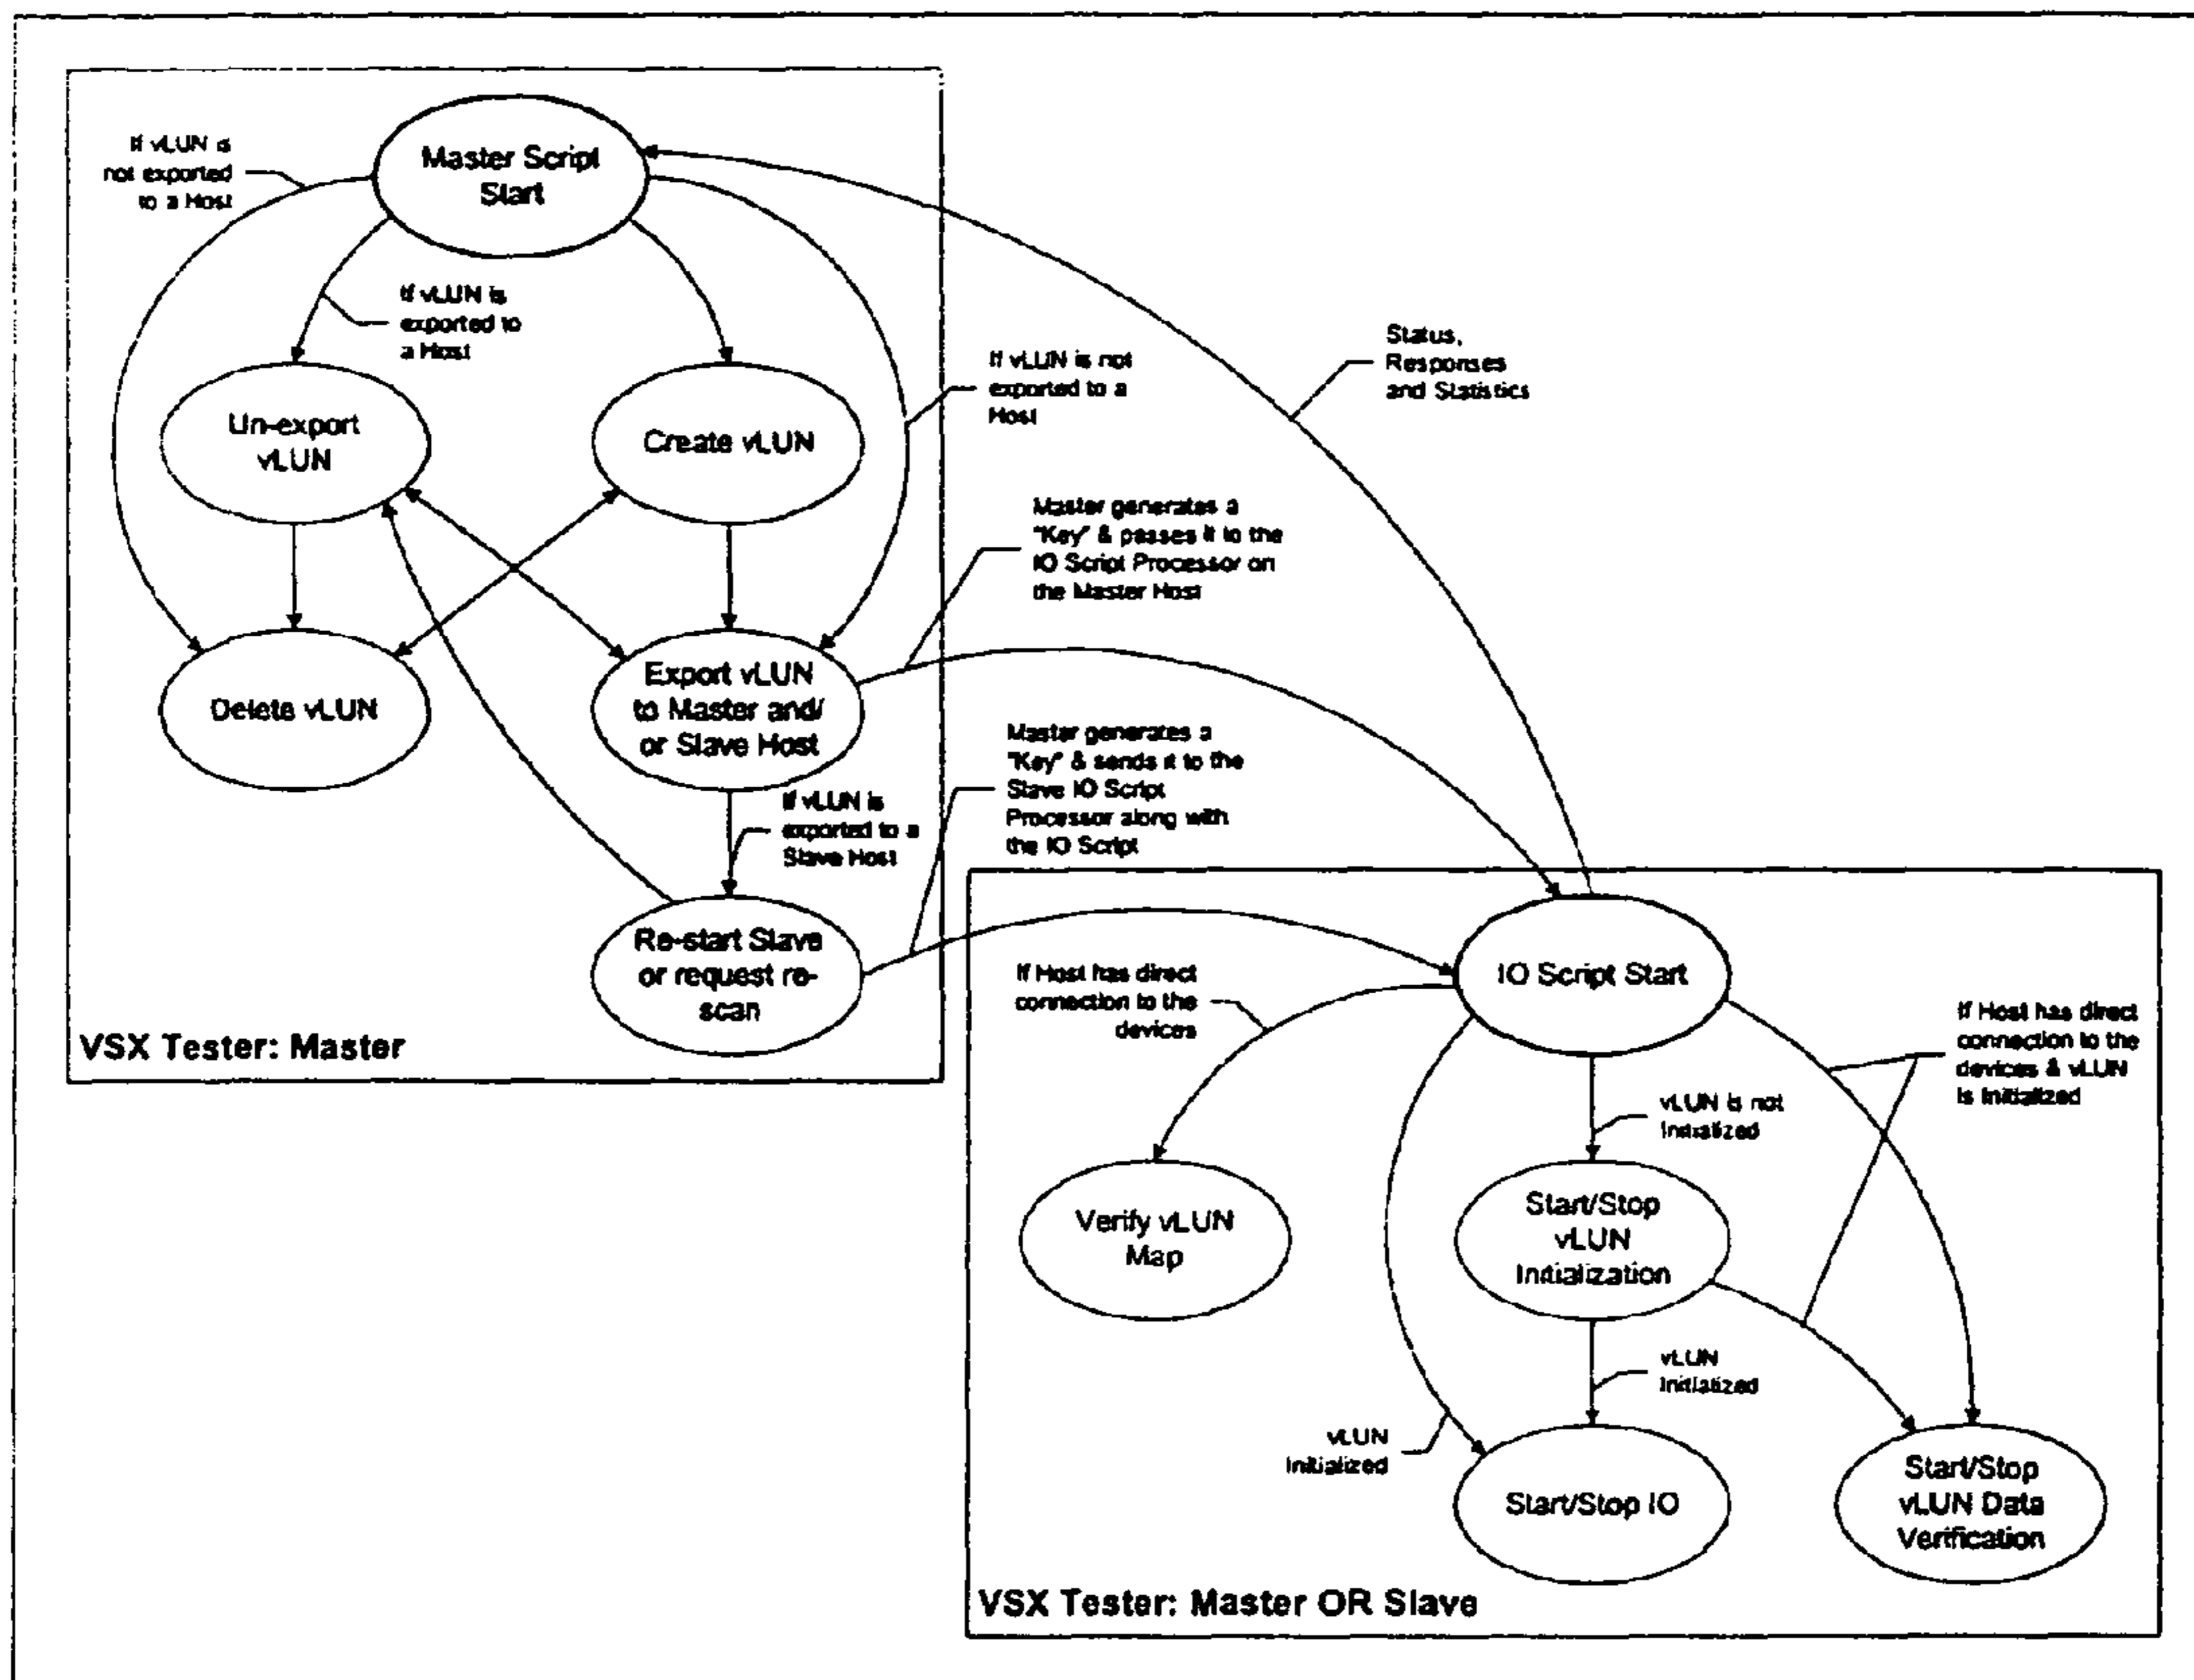 If vLUN is
not exported
to a Host
Master Script
Start
If vLUN is
exported to
a Host
Un-export
vLUN
Create vLUN
If vLUN is not
exported to a
Host
Status,
Responses
and Statistics
Master generates a
"Key" & passes it to the
IO Script Processor on
the Master Host
Delete vLUN
Export vLUN
to Master and/
or Slave Host
Master generates a
"Key" & sends it to the
Slave IO Script
Processor along with
the IO Script
If vLUN is
exported to a
Slave Host
Re-start Slave
or request re-
scan
VSX Tester: Master
If Host has direct
connection to the
devices
IO Script Start
If Host has direct
connection to the
devices & vLUN
is Initialized
vLUN is not
Initialized
Verify vLUN
Map
Start/Stop
vLUN
Initialization
vLUN
Initialized
vLUN
Initialized
Start/Stop IO
Start/Stop
vLUN Data
Verification
VSX Tester: Master OR Slave